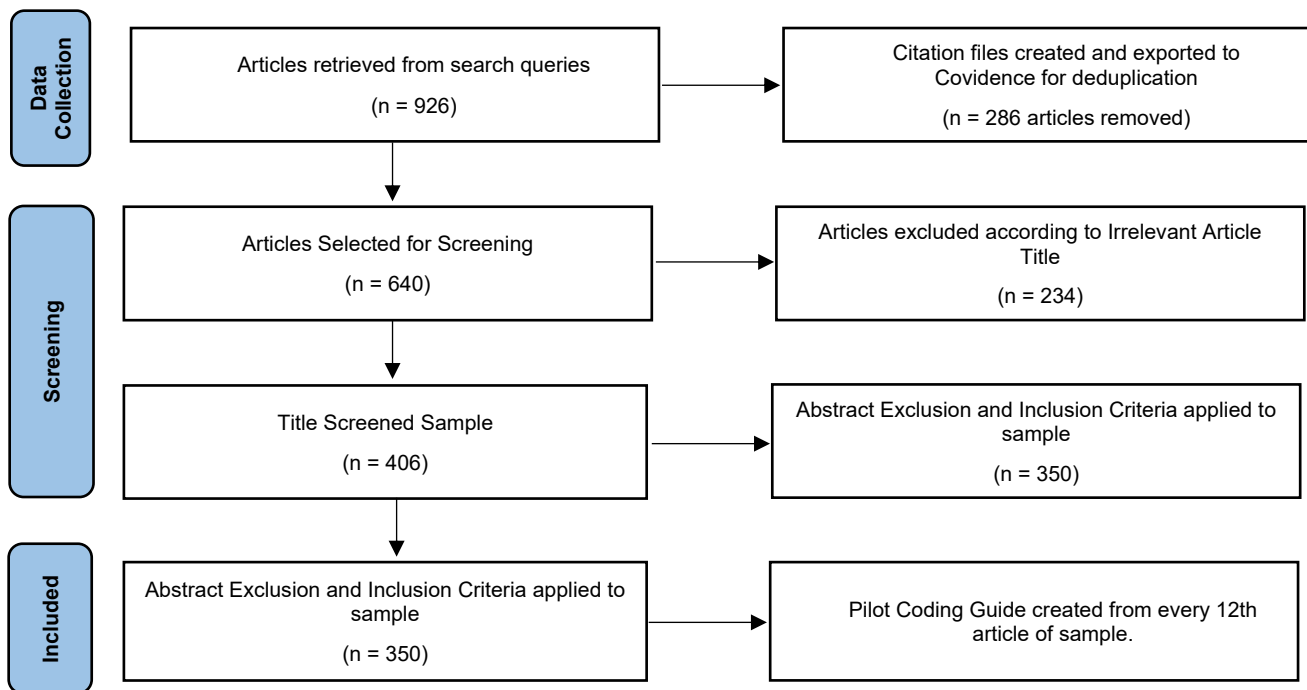 Data
Collection
Articles retrieved from search queries
(n = 926)
Citation files created and exported to
Covidence for deduplication
(n = 286 articles removed)
Screening
Articles Selected for Screening
(n = 640)
Articles excluded according to Irrelevant Article
Title
(n = 234)
Title Screened Sample
(n = 406)
Abstract Exclusion and Inclusion Criteria applied to
sample
(n = 350)
Included
Abstract Exclusion and Inclusion Criteria applied to
sample
(n = 350)
Pilot Coding Guide created from every 12th
article of sample.